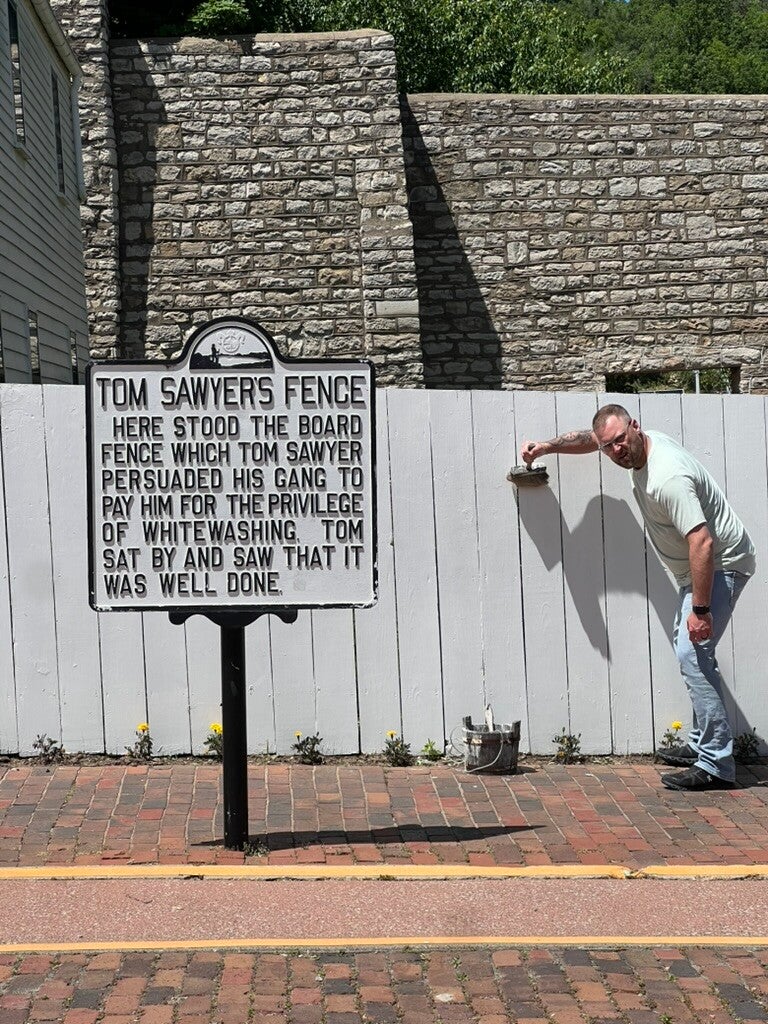 TOM SAWYER'S FENCE
HERE STOOD THE BOARD
FENCE WHICH TOM SAWYER
PERSUADED HIS GANG TO
PAY HIM FOR THE PRIVILEGE
OF WHITEWASHING. TOM
SAT BY AND SAW THAT IT
WAS WELL DONE.